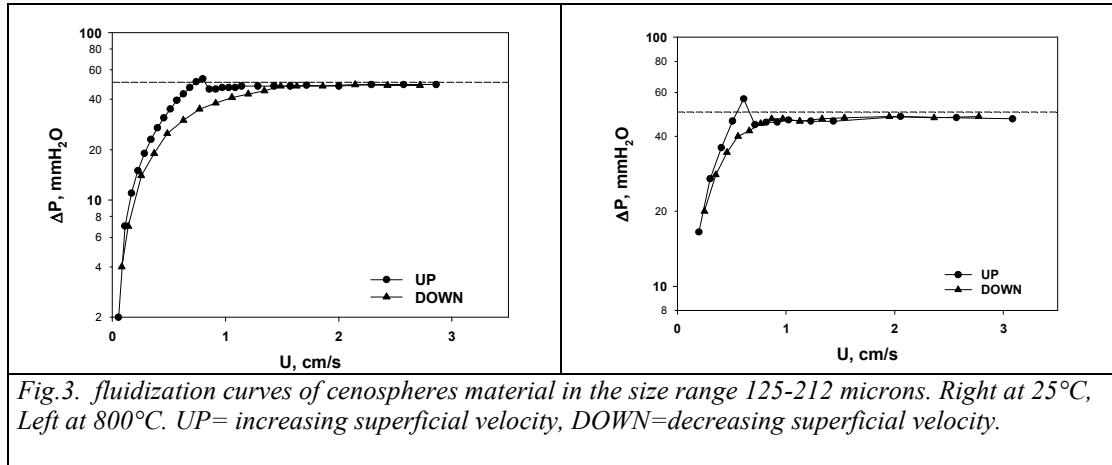 100
80
60
40
20
10
8
6
4
2
ΔP, mmH₂O
UP
DOWN
0 1 2 3
U, cm/s
100
80
60
40
20
10
8
ΔP, mmH₂O
UP
DOWN
0 1 2 3
U, cm/s
Fig.3. fluidization curves of cenospheres material in the size range 125-212 microns. Right at 25°C,
Left at 800°C. UP= increasing superficial velocity, DOWN=decreasing superficial velocity.